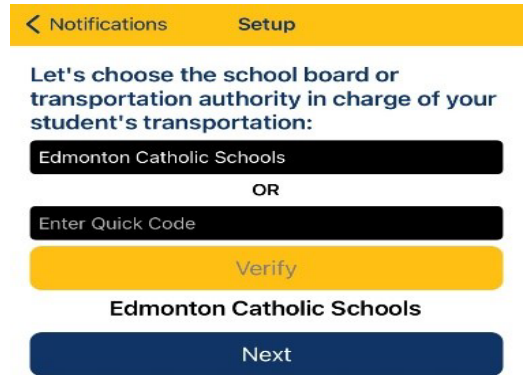 Notifications Setup
Let's choose the school board or
transportation authority in charge of your
student's transportation:
Edmonton Catholic Schools
OR
Enter Quick Code
Verify
Edmonton Catholic Schools
Next